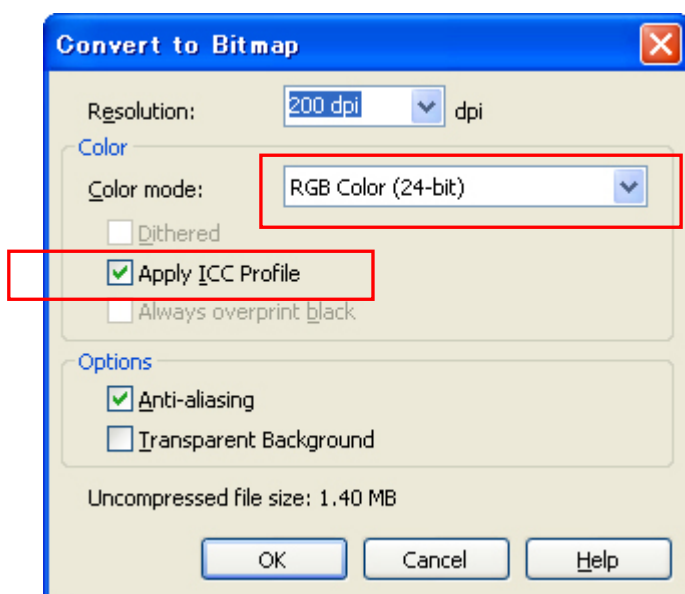 Convert to Bitmap
Resolution: 200 dpi dpi
Color
Color mode: RGB Color (24-bit)
Dithered
Apply ICC Profile
Always overprint black
Options
Anti-aliasing
Transparent Background
Uncompressed file size: 1.40 MB
OK Cancel Help